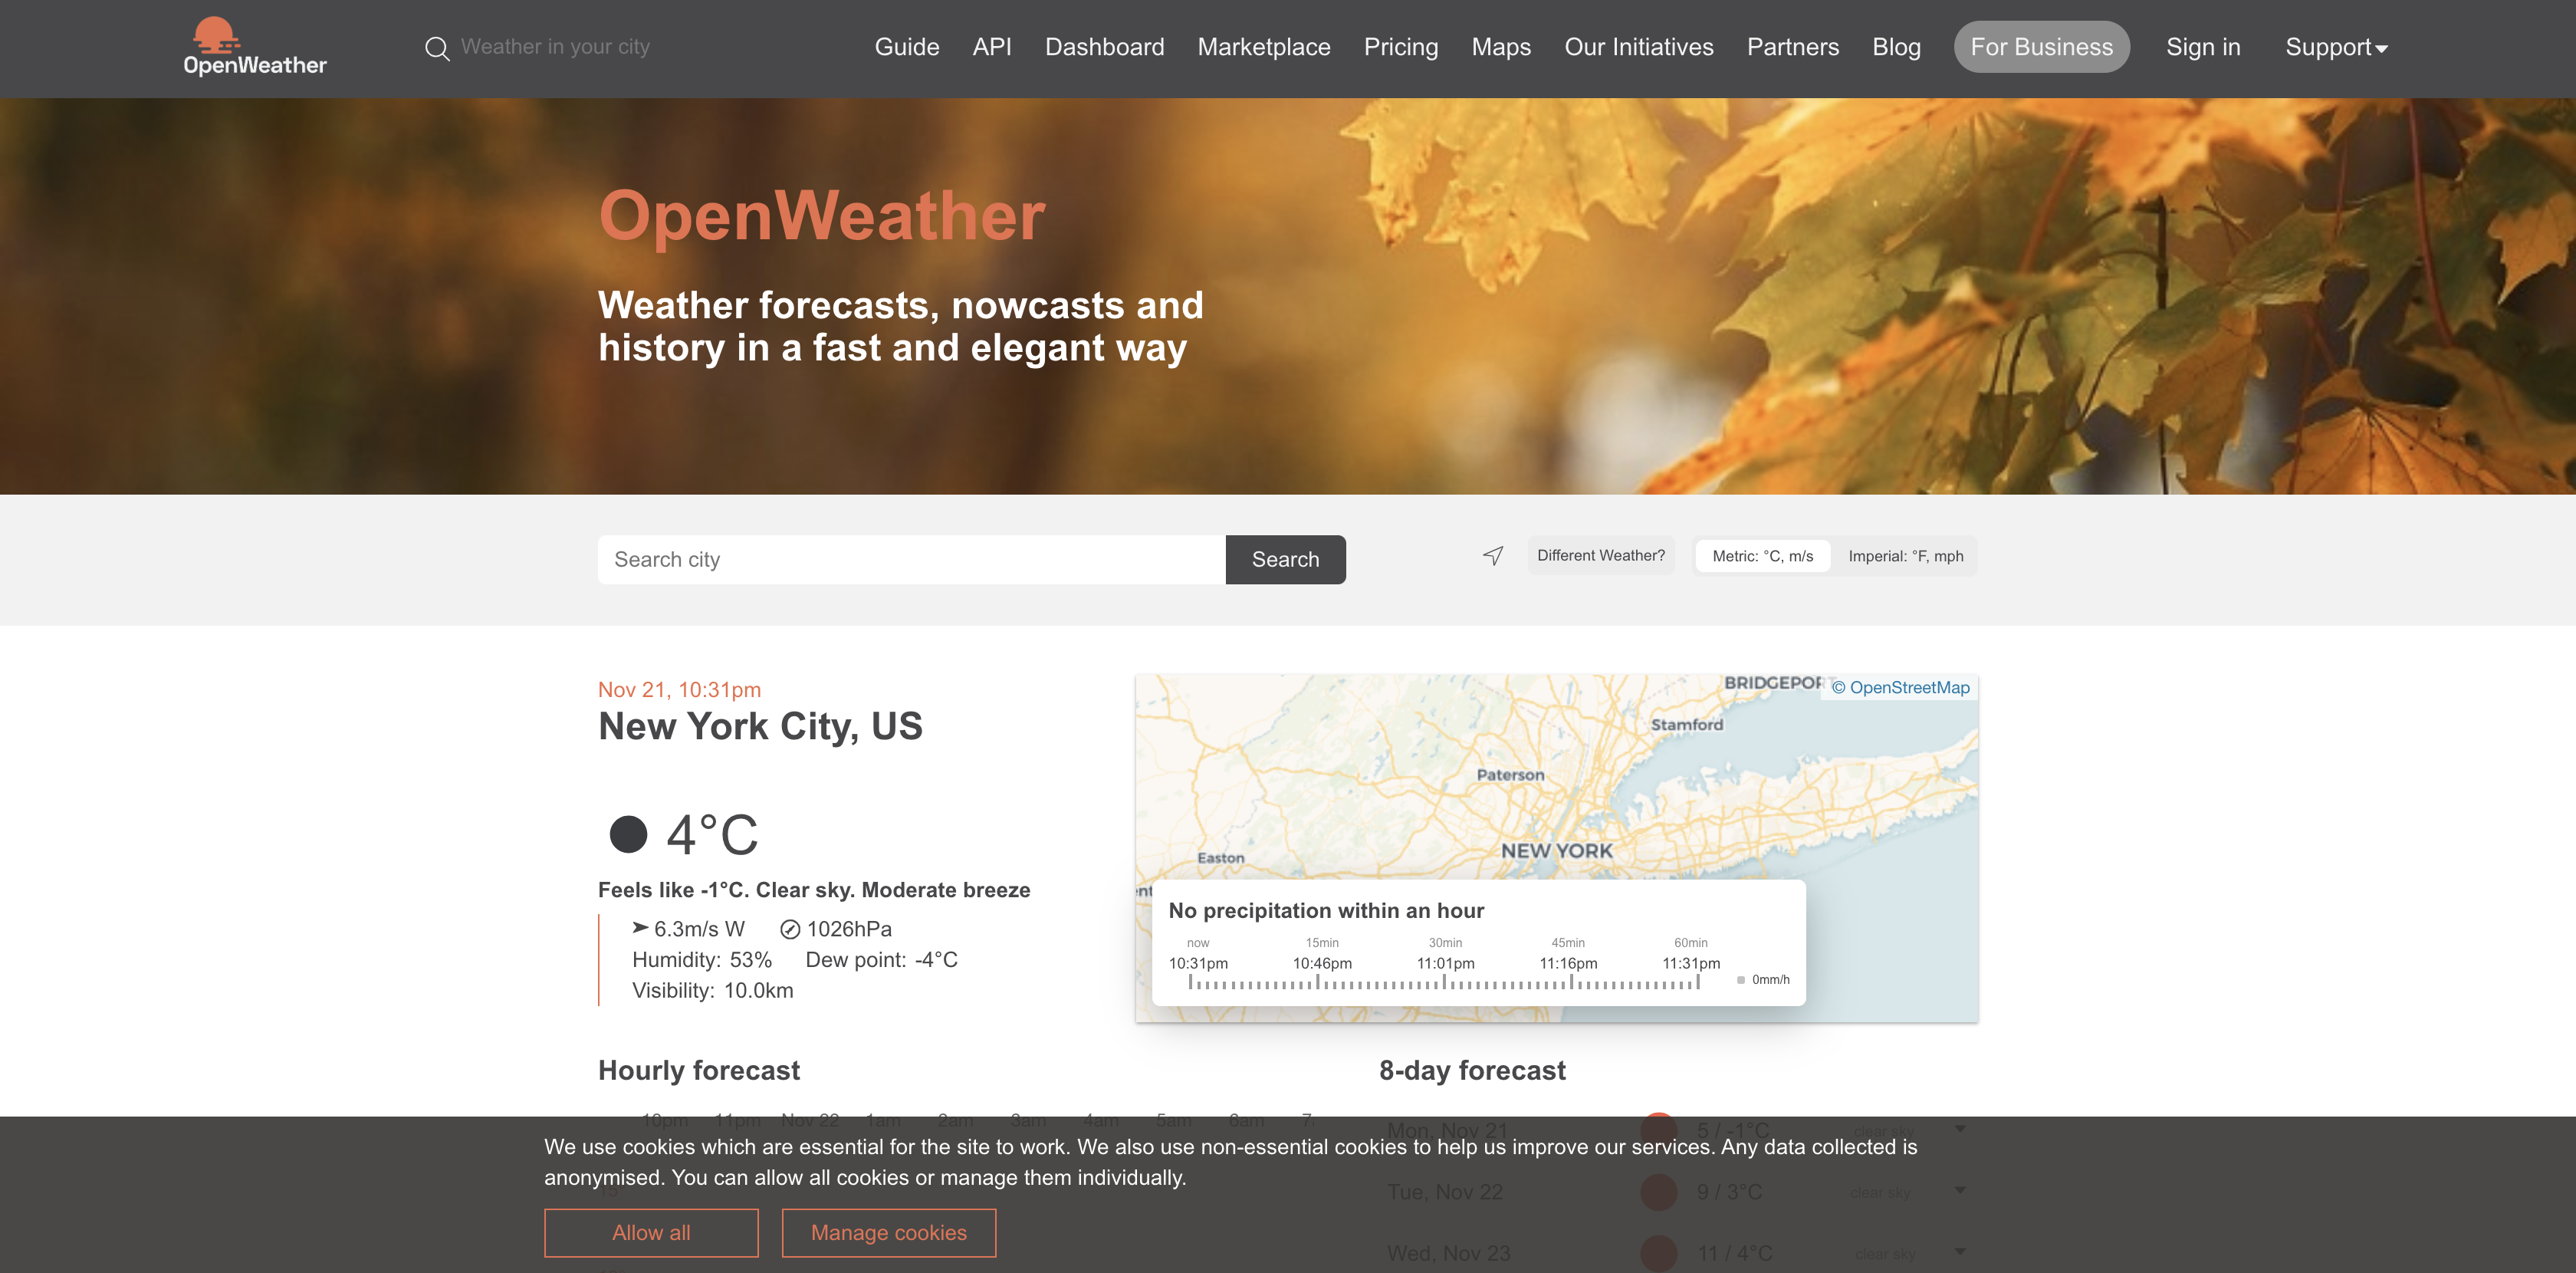 OpenWeather
Weather in your city
Guide
API
Dashboard
Marketplace
Pricing
Maps
Our Initiatives
Partners
Blog
For Business
Sign in
Support
OpenWeather
Weather forecasts, nowcasts and
history in a fast and elegant way
Search city
Search
Different Weather?
Metric: °C, m/s
Imperial: °F, mph
Nov 21, 10:31pm
New York City, US
4°C
Feels like -1°C. Clear sky. Moderate breeze
6.3m/s W
1026hPa
Humidity: 53%
Dew point: -4°C
Visibility: 10.0km
BRIDGEPORT
© OpenStreetMap
Stamford
Paterson
NEW YORK
Easton
No precipitation within an hour
now
15min
30min
45min
60min
10:31pm
10:46pm
11:01pm
11:16pm
11:31pm
0mm/h
Hourly forecast
8-day forecast
10pm
11pm
Nov 22
1am
2am
3am
4am
5am
6am
Mon, Nov 21
5 / -1°C
clear sky
Tue, Nov 22
9 / 3°C
clear sky
Wed, Nov 23
11 / 4°C
clear sky
We use cookies which are essential for the site to work. We also use non-essential cookies to help us improve our services. Any data collected is
anonymised. You can allow all cookies or manage them individually.
Allow all
Manage cookies